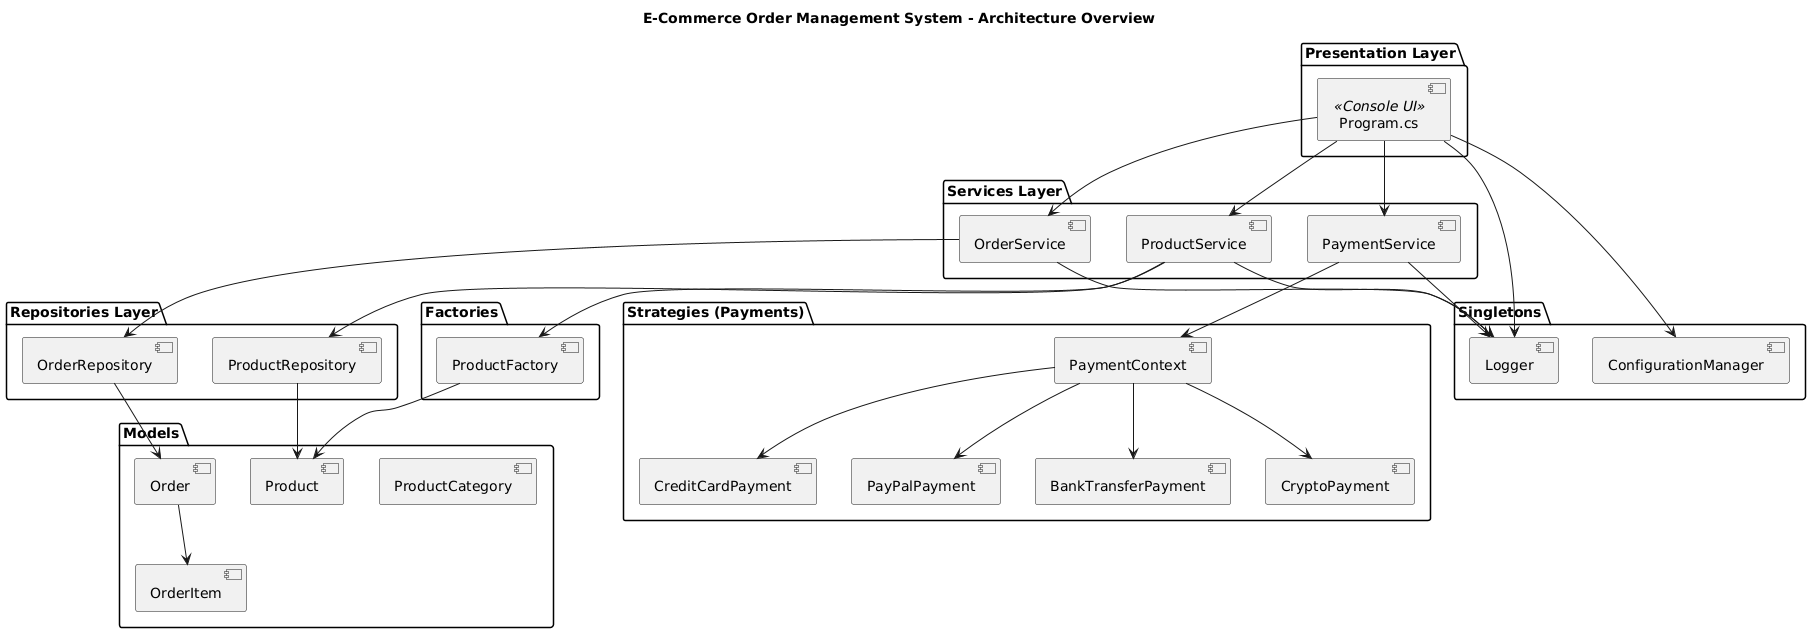 E-Commerce Order Management System - Architecture Overview
Presentation Layer
«Console UI»
Program.cs
Services Layer
OrderService
ProductService
PaymentService
Repositories Layer
OrderRepository
ProductRepository
Factories
ProductFactory
Strategies (Payments)
PaymentContext
CreditCardPayment
PayPalPayment
BankTransferPayment
CryptoPayment
Singletons
Logger
ConfigurationManager
Models
Order
Product
ProductCategory
OrderItem